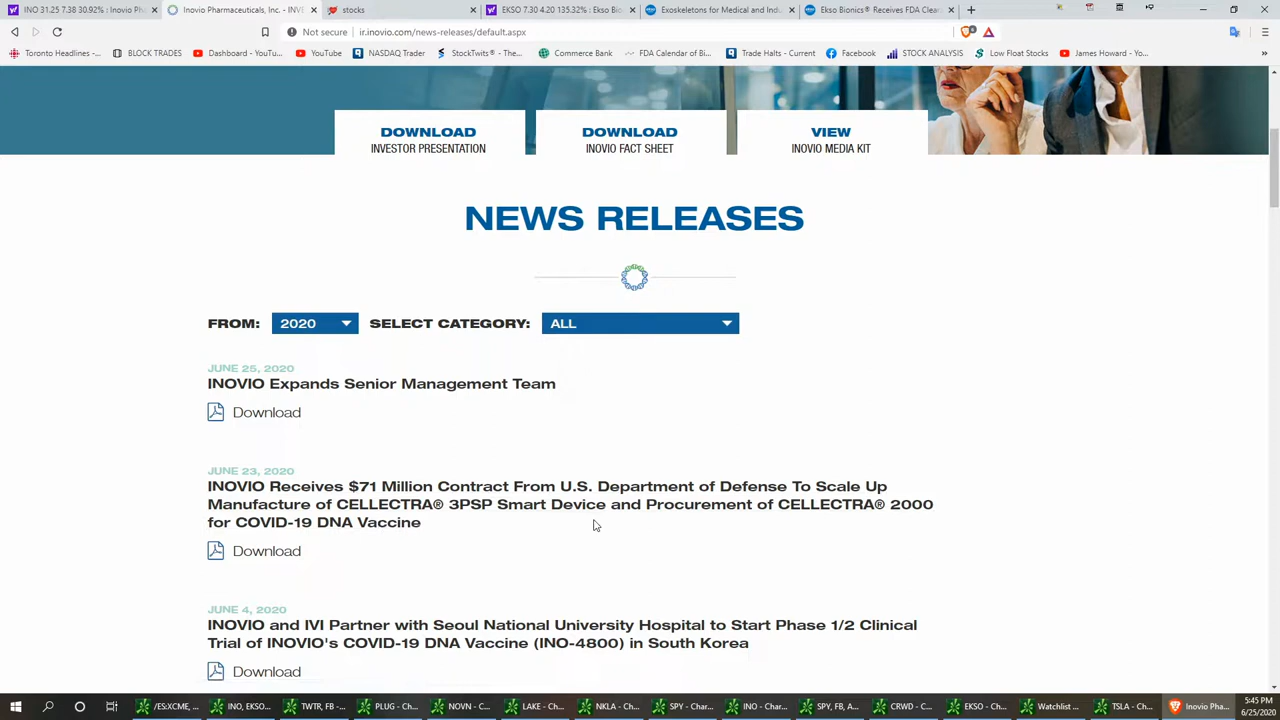 INO 31.25 7.38 30.92% : Inovio Ph
Inovio Pharmaceuticals, Inc. - INVE
stocks
EKSO 7.30 4.20 135.32% : Ekso Bio
Exoskeletons for Medical and Indu
Ekso Bionics® Receives FDA Clear
Not secure ir.inovio.com/news-releases/default.aspx
Toronto Headlines -...
BLOCK TRADES
Dashboard - YouTu...
YouTube
NASDAQ Trader
StockTwits® - The...
Commerce Bank
FDA Calendar of Bi...
Trade Halts - Current
Facebook
STOCK ANALYSIS
Low Float Stocks
James Howard - Yo...
DOWNLOAD
INVESTOR PRESENTATION
DOWNLOAD
INOVIO FACT SHEET
VIEW
INOVIO MEDIA KIT
NEWS RELEASES
FROM: 2020 SELECT CATEGORY: ALL
JUNE 25, 2020
INOVIO Expands Senior Management Team
Download
JUNE 23, 2020
INOVIO Receives $71 Million Contract From U.S. Department of Defense To Scale Up
Manufacture of CELLECTRA® 3PSP Smart Device and Procurement of CELLECTRA® 2000
for COVID-19 DNA Vaccine
Download
JUNE 4, 2020
INOVIO and IVI Partner with Seoul National University Hospital to Start Phase 1/2 Clinical
Trial of INOVIO's COVID-19 DNA Vaccine (INO-4800) in South Korea
Download
/ES:XCME, ...
INO, EKSO...
TWTR, FB -...
PLUG - Ch...
NOVN - C...
LAKE - Cha...
NKLA - Ch...
SPY - Char...
INO - Char...
SPY, FB, A...
CRWD - C...
EKSO - Ch...
Watchlist ...
TSLA - Ch...
Inovio Pha...
5:45 PM
6/25/2020